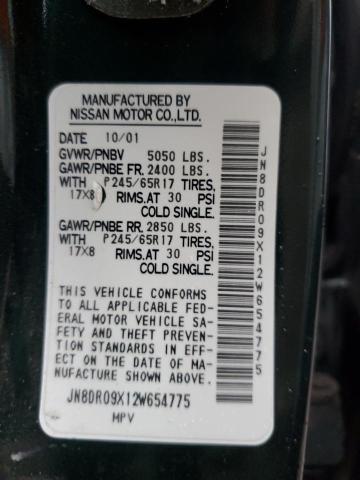 MANUFACTURED BY
NISSAN MOTOR CO.,LTD.
DATE 10/01
GVWR/PNBV 5050 LBS.
GAWR/PNBE FR. 2400 LBS.
WITH P245/65R17 TIRES,
17X8 RIMS.AT 30 PSI
COLD SINGLE.
GAWR/PNBE RR. 2850 LBS.
WITH P245/65R17 TIRES,
17X8 RIMS.AT 30 PSI
COLD SINGLE.
THIS VEHICLE CONFORMS
TO ALL APPLICABLE FED-
ERAL MOTOR VEHICLE SA-
FETY AND THEFT PREVEN-
TION STANDARDS IN EFF-
ECT ON THE DATE OF MA-
NUFACTURE SHOWN ABOVE.
JN8DR09X12W654775
MPV
JN8DR09X12W654775